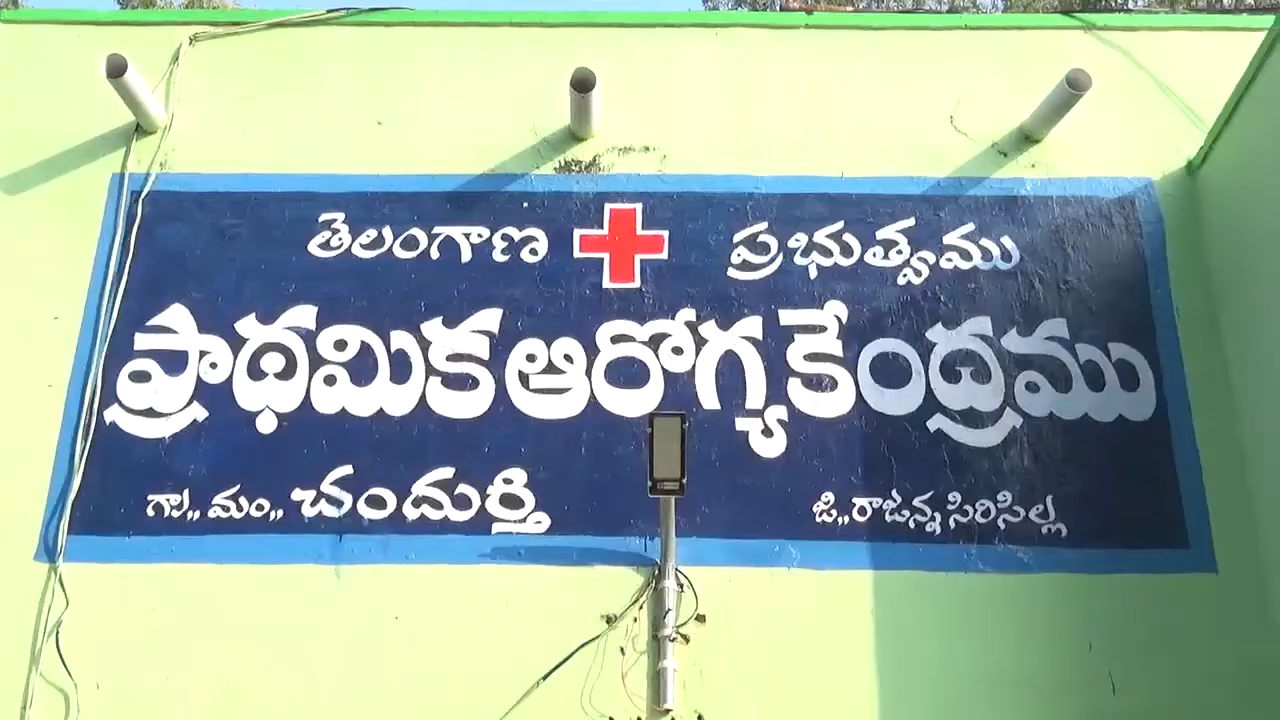 తెలంగాణ ప్రభుత్వము
ప్రాథమిక ఆరోగ్య కేంద్రము
గ్రా,, మం,, చందుర్తి జి,, రాజన్న సిరిసిల్ల